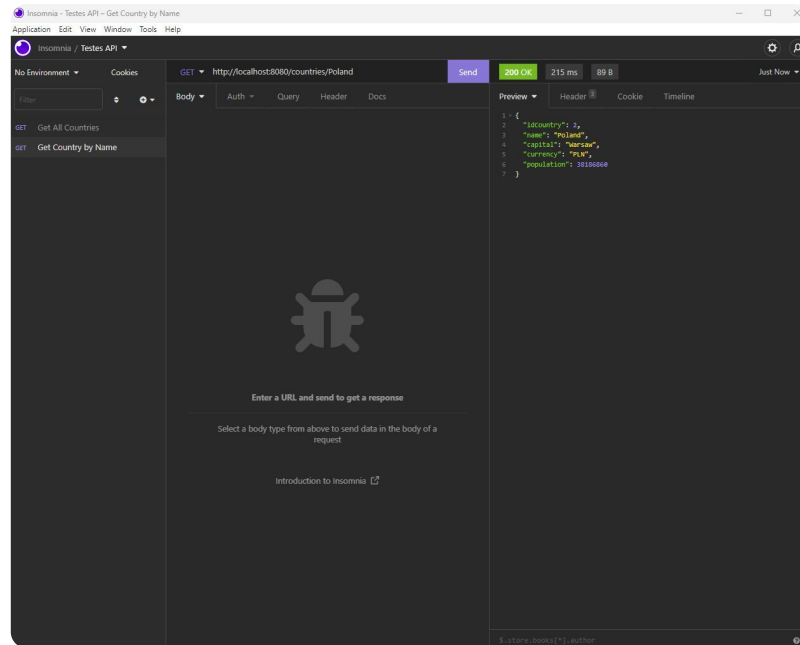 Insomnia - Testes API – Get Country by Name
Application Edit View Window Tools Help
Insomnia / Testes API
No Environment Cookies
Filter
GET Get All Countries
GET Get Country by Name
GET http://localhost:8080/countries/Poland Send
Body Auth Query Header Docs
Enter a URL and send to get a response
Select a body type from above to send data in the body of a
request
Introduction to Insomnia
200 OK 215 ms 89 B Just Now
Preview Header 3 Cookie Timeline
1 {
2 "idCountry": 2,
3 "name": "Poland",
4 "capital": "Warsaw",
5 "currency": "PLN",
6 "population": 38186860
7 }
$.store.books[*].author